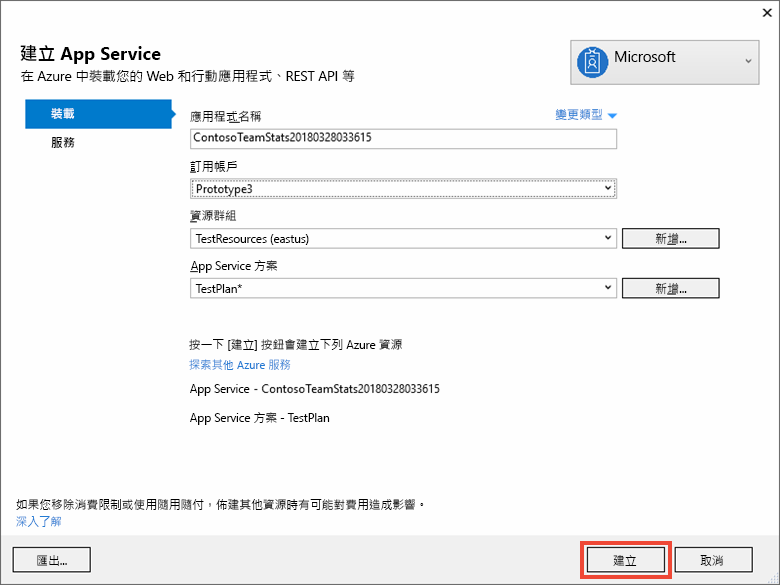 建立 App Service
在 Azure 中裝載您的 Web 和行動應用程式、REST API 等
Microsoft
裝載
服務
應用程式名稱
變更類型
ContosoTeamStats20180328033615
訂用帳戶
Prototype3
資源群組
TestResources (eastus)
新增...
App Service 方案
TestPlan*
新增...
按一下 [建立] 按鈕會建立下列 Azure 資源
探索其他 Azure 服務
App Service - ContosoTeamStats20180328033615
App Service 方案 - TestPlan
如果您移除消費限制或使用隨用隨付，佈建其他資源時有可能對費用造成影響。
深入了解
匯出...
建立
取消